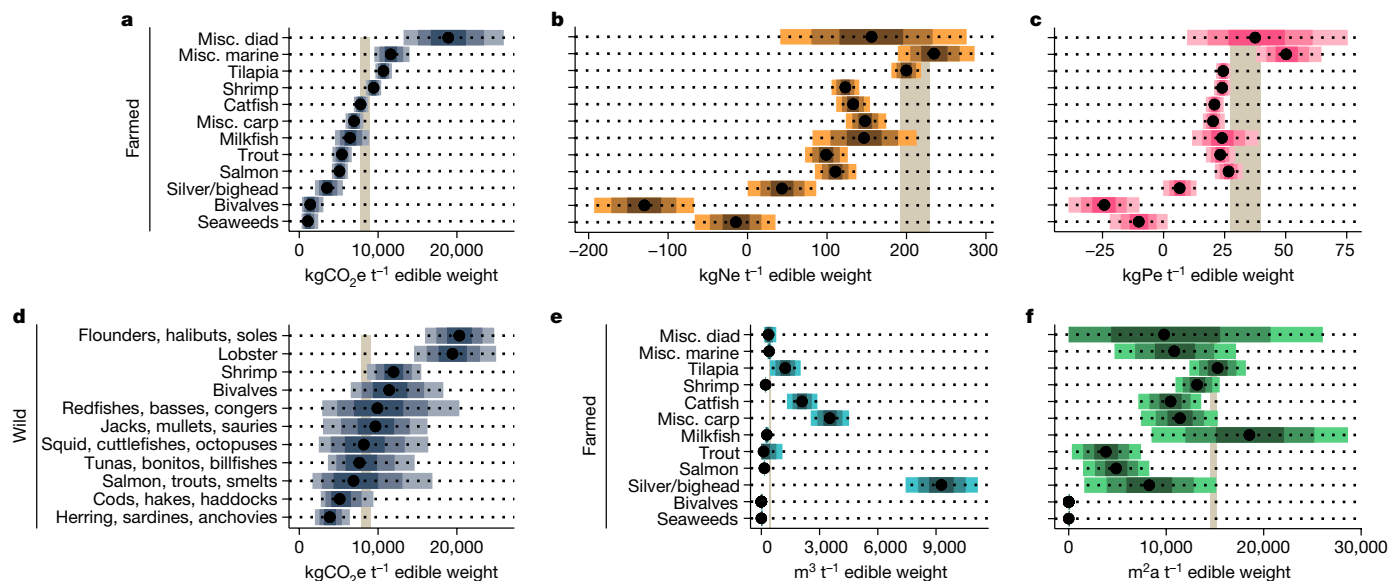 a
Farmed
Misc. diad
Misc. marine
Tilapia
Shrimp
Catfish
Misc. carp
Milkfish
Trout
Salmon
Silver/bighead
Bivalves
Seaweeds
0 10,000 20,000
kgCO₂e t⁻¹ edible weight
b
−200 −100 0 100 200 300
kgNe t⁻¹ edible weight
c
−25 0 25 50 75
kgPe t⁻¹ edible weight
d
Wild
Flounders, halibuts, soles
Lobster
Shrimp
Bivalves
Redfishes, basses, congers
Jacks, mullets, sauries
Squid, cuttlefishes, octopuses
Tunas, bonitos, billfishes
Salmon, trouts, smelts
Cods, hakes, haddocks
Herring, sardines, anchovies
0 10,000 20,000
kgCO₂e t⁻¹ edible weight
e
Farmed
Misc. diad
Misc. marine
Tilapia
Shrimp
Catfish
Misc. carp
Milkfish
Trout
Salmon
Silver/bighead
Bivalves
Seaweeds
0 3,000 6,000 9,000
m³ t⁻¹ edible weight
f
0 10,000 20,000 30,000
m²a t⁻¹ edible weight